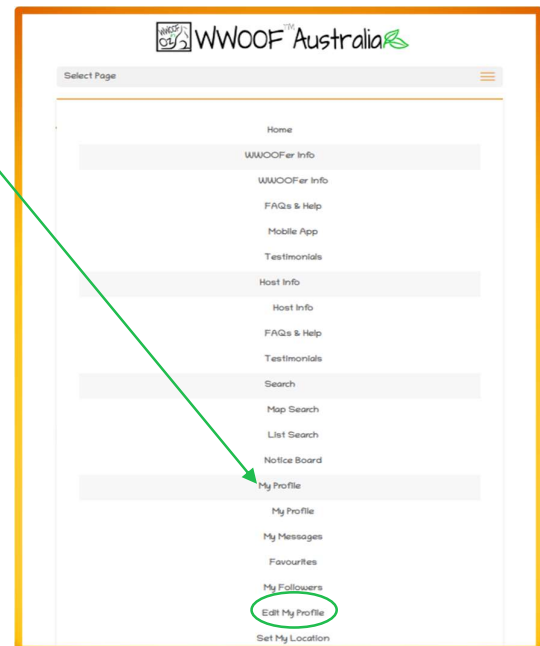 WWOOF OZ WWOOF™ Australia
Select Page
Home
WWOOFer Info
WWOOFer Info
FAQs & Help
Mobile App
Testimonials
Host Info
Host Info
FAQs & Help
Testimonials
Search
Map Search
List Search
Notice Board
My Profile
My Profile
My Messages
Favourites
My Followers
Edit My Profile
Set My Location